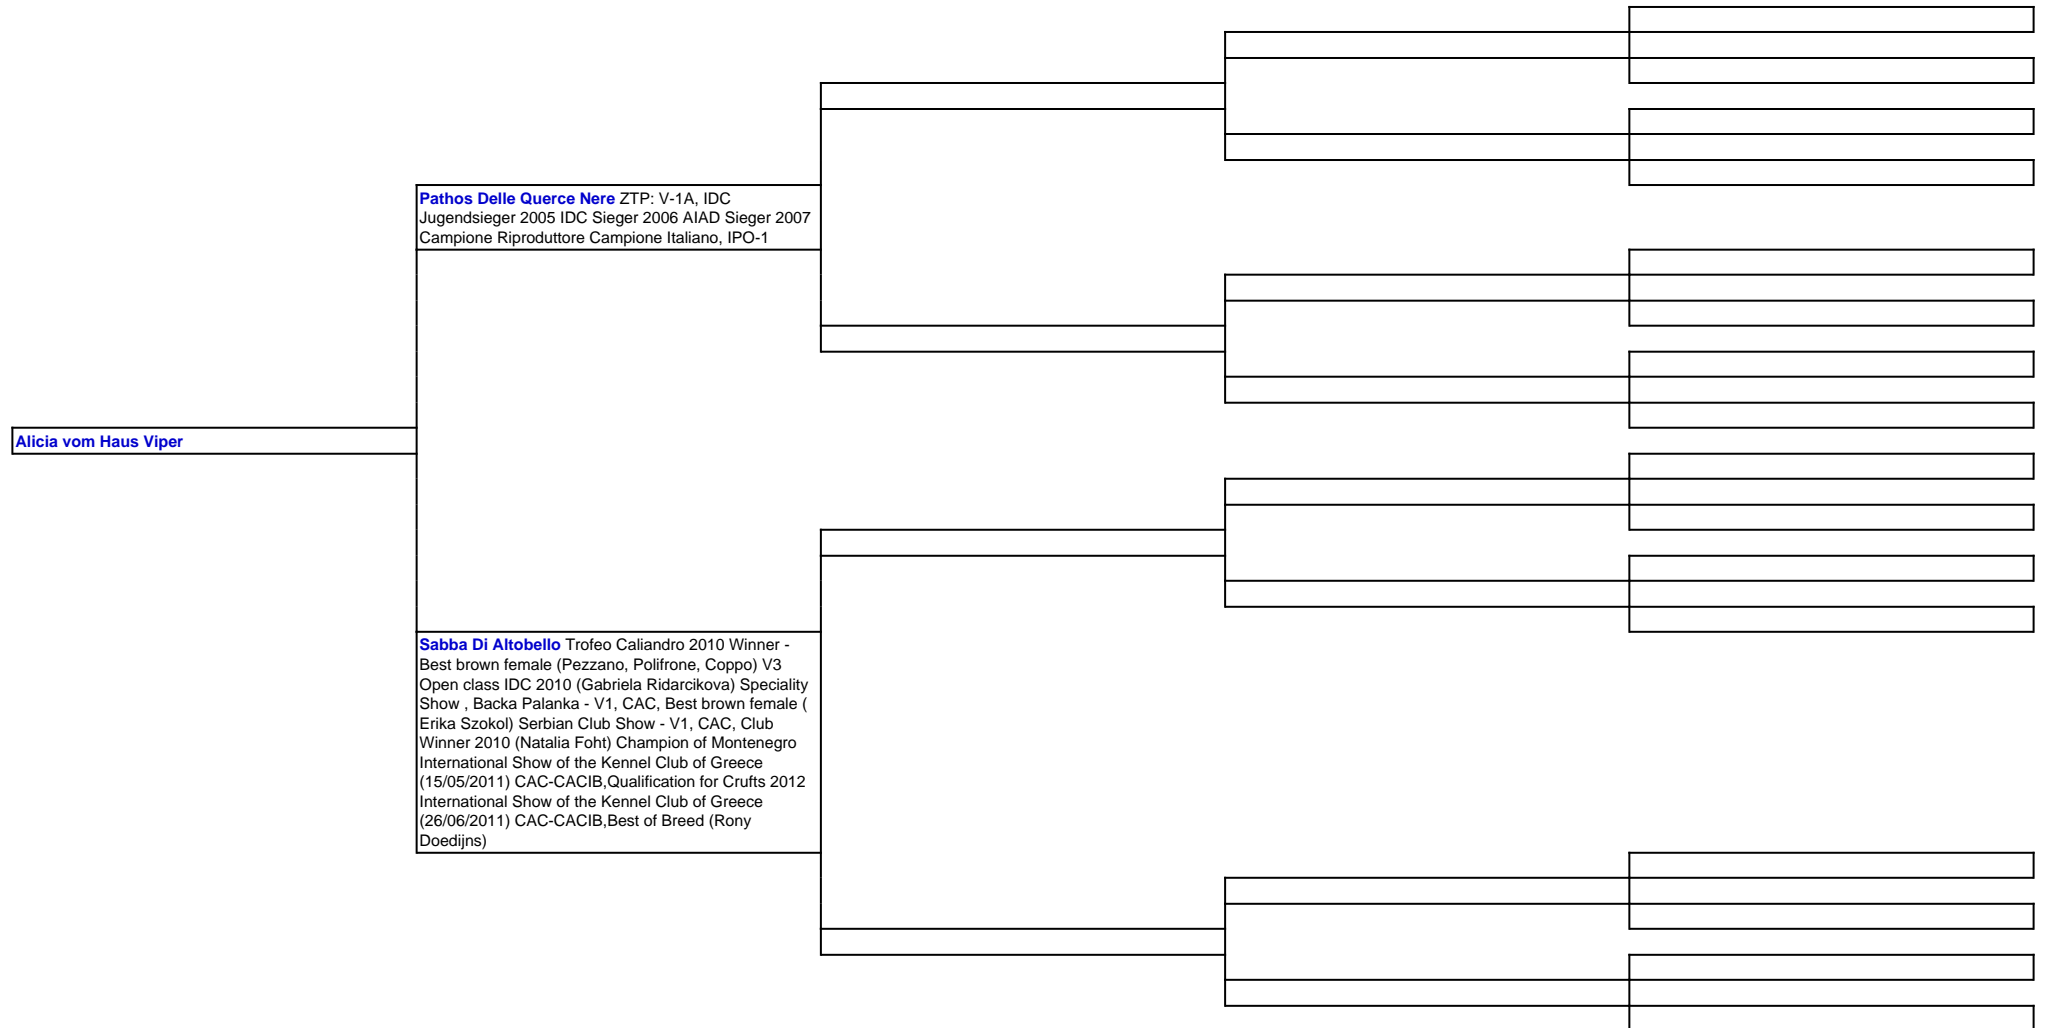 Pathos Delle Querce Nere ZTP: V-1A, IDC
Jugendsieger 2005 IDC Sieger 2006 AIAD Sieger 2007
Campione Riproduttore Campione Italiano, IPO-1
Alicia vom Haus Viper
Sabba Di Altobello Trofeo Caliandro 2010 Winner -
Best brown female (Pezzano, Polifrone, Coppo) V3
Open class IDC 2010 (Gabriela Ridarcikova) Speciality
Show , Backa Palanka - V1, CAC, Best brown female (
Erika Szokol) Serbian Club Show - V1, CAC, Club
Winner 2010 (Natalia Foht) Champion of Montenegro
International Show of the Kennel Club of Greece
(15/05/2011) CAC-CACIB,Qualification for Crufts 2012
International Show of the Kennel Club of Greece
(26/06/2011) CAC-CACIB,Best of Breed (Rony
Doedijns)